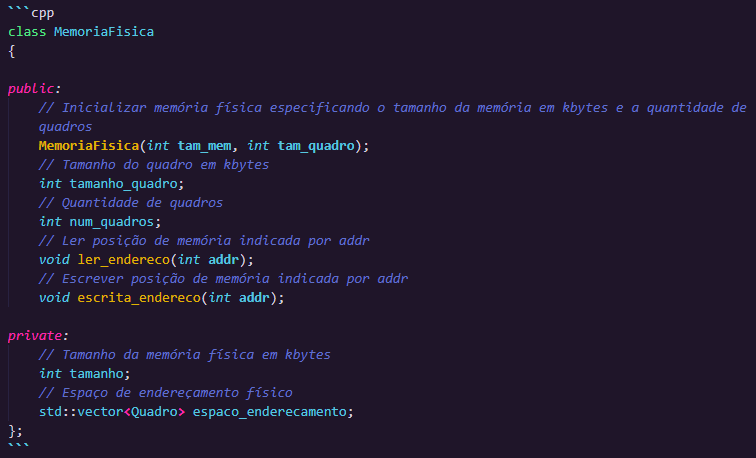 ```cpp
class MemoriaFisica
{
public:
// Inicializar memória física especificando o tamanho da memória em kbytes e a quantidade de
quadros
MemoriaFisica(int tam_mem, int tam_quadro);
// Tamanho do quadro em kbytes
int tamanho_quadro;
// Quantidade de quadros
int num_quadros;
// Ler posição de memória indicada por addr
void ler_endereco(int addr);
// Escrever posição de memória indicada por addr
void escrita_endereco(int addr);
private:
// Tamanho da memória física em kbytes
int tamanho;
// Espaço de endereçamento físico
std::vector<Quadro> espaco_enderecamento;
};
```